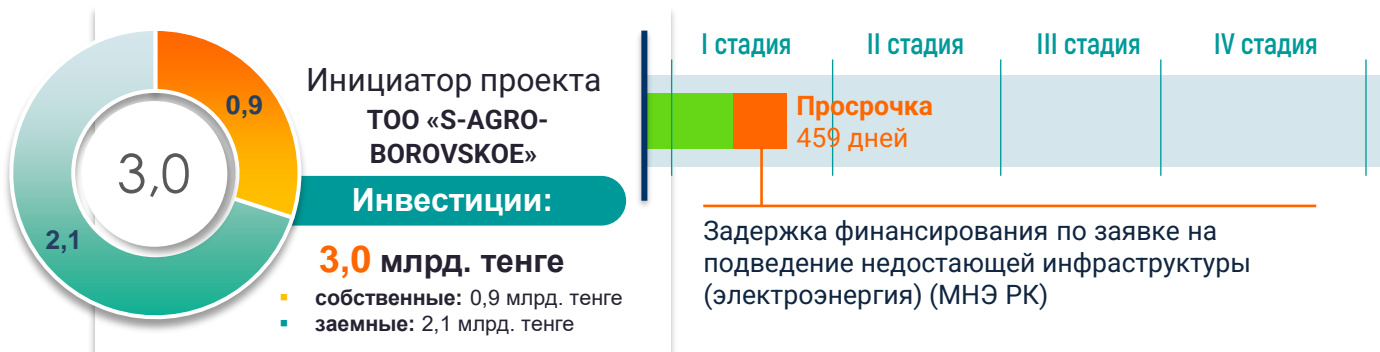 0,9
3,0
2,1
Инициатор проекта
ТОО «S-AGRO-
BOROVSKOE»
Инвестиции:
3,0 млрд. тенге
▪ собственные: 0,9 млрд. тенге
▪ заемные: 2,1 млрд. тенге
I стадия II стадия III стадия IV стадия
Просрочка
459 дней
Задержка финансирования по заявке на
подведение недостающей инфраструктуры
(электроэнергия) (МНЭ РК)